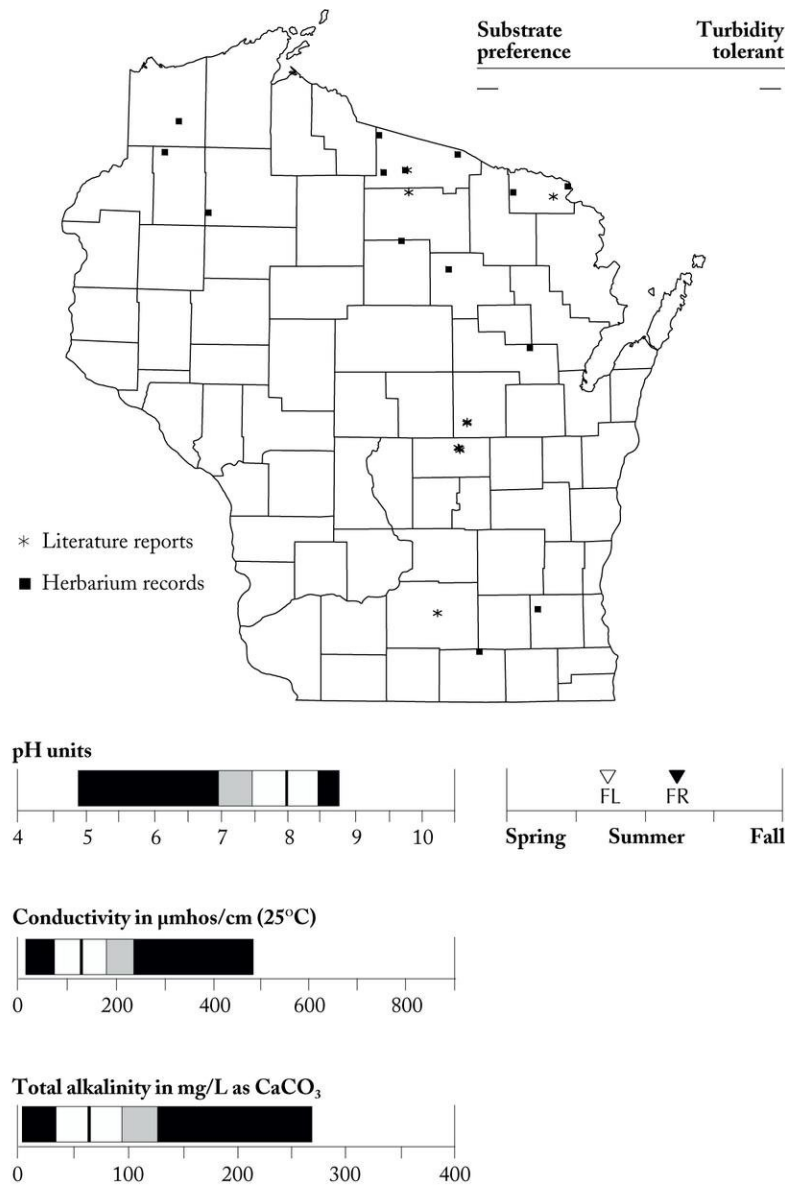 Substrate preference Turbidity tolerant
— —
* Literature reports
■ Herbarium records
pH units
4 5 6 7 8 9 10
FL FR
Spring Summer Fall
Conductivity in µmhos/cm (25°C)
0 200 400 600 800
Total alkalinity in mg/L as CaCO₃
0 100 200 300 400